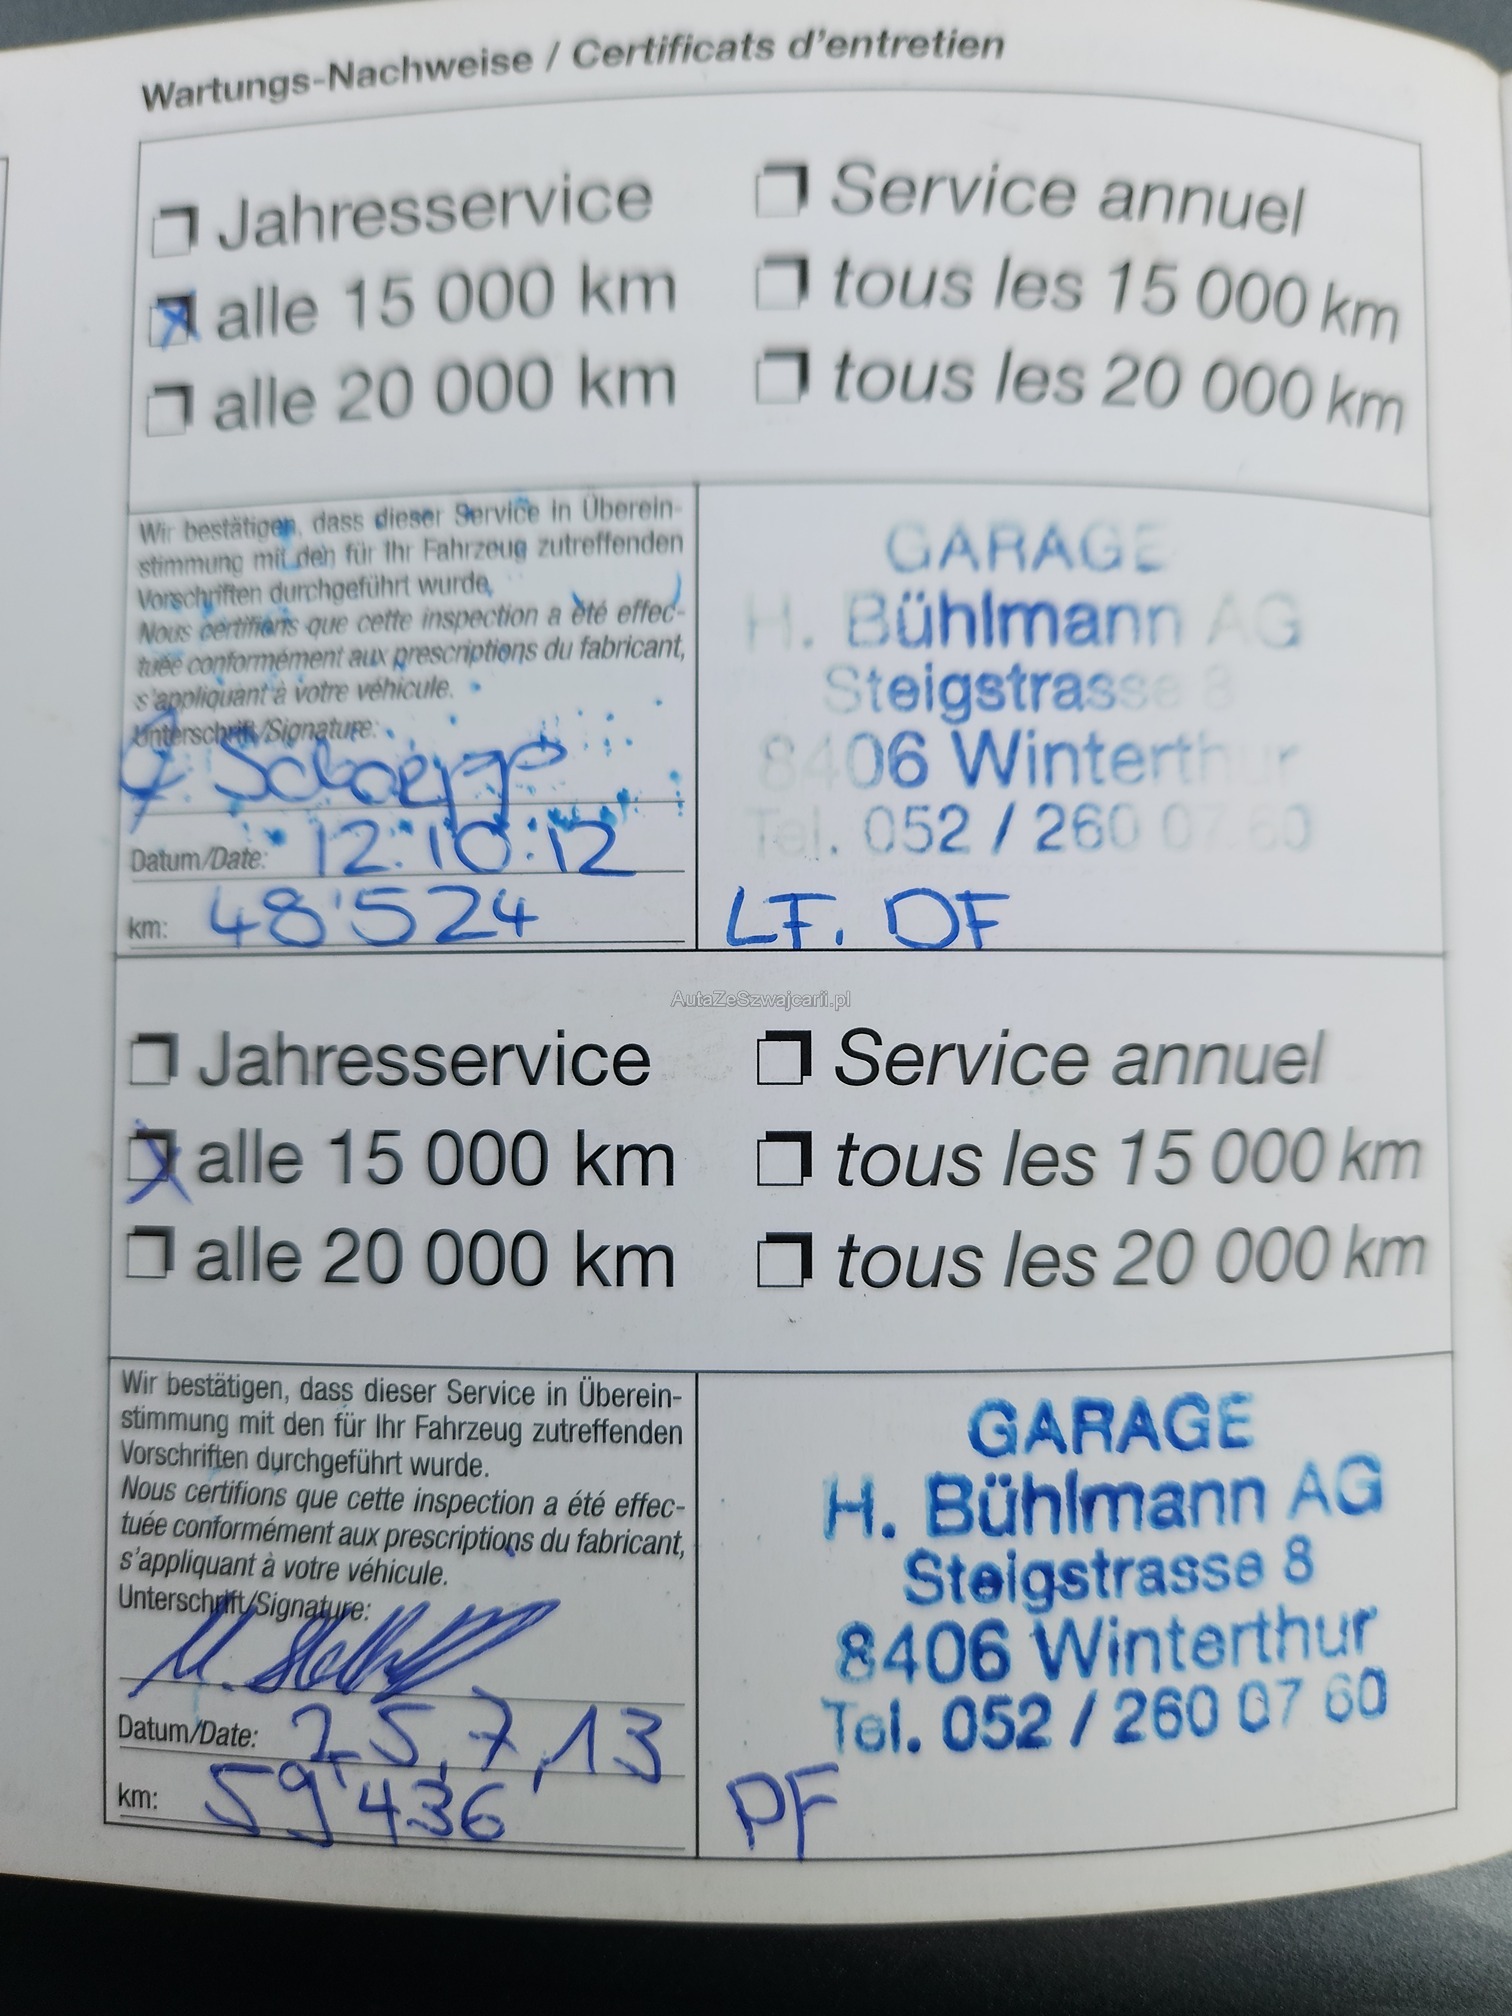 Wartungs-Nachweise / Certificats d'entretien
Jahresservice
alle 15 000 km
alle 20 000 km
Service annuel
tous les 15 000 km
tous les 20 000 km
Wir bestätigen, dass dieser Service in Überein-
stimmung mit den für Ihr Fahrzeug zutreffenden
Vorschriften durchgeführt wurde.
Nous certifions que cette inspection a été effec-
tuée conformément aux prescriptions du fabricant,
s'appliquant à votre véhicule.
Unterschrift/Signature:
Datum/Date: 12.10.12
km: 48'524
GARAGE
H. Bühlmann AG
Steigstrasse 8
8406 Winterthur
Tel. 052 / 260 07 60
LF. DF
AutaZeSzwajcarii.pl
Jahresservice
alle 15 000 km
alle 20 000 km
Service annuel
tous les 15 000 km
tous les 20 000 km
Wir bestätigen, dass dieser Service in Überein-
stimmung mit den für Ihr Fahrzeug zutreffenden
Vorschriften durchgeführt wurde.
Nous certifions que cette inspection a été effec-
tuée conformément aux prescriptions du fabricant,
s'appliquant à votre véhicule.
Unterschrift/Signature:
Datum/Date: 25,7,13
km: 59'436
GARAGE
H. Bühlmann AG
Steigstrasse 8
8406 Winterthur
Tel. 052 / 260 07 60
PF